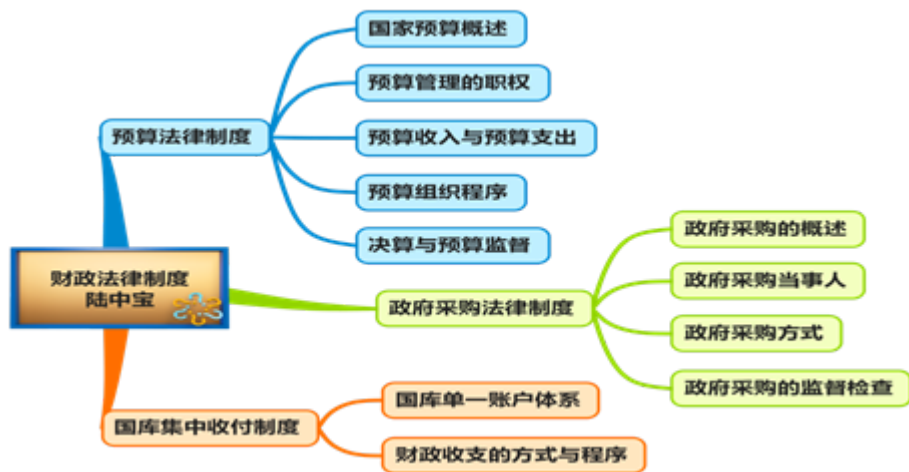 国家预算概述
预算管理的职权
预算法律制度
预算收入与预算支出
预算组织程序
决算与预算监督
财政法律制度
陆中宝
政府采购的概述
政府采购当事人
政府采购法律制度
政府采购方式
政府采购的监督检查
国库单一账户体系
国库集中收付制度
财政收支的方式与程序